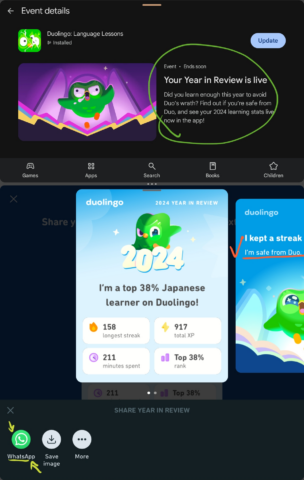 Event details
Duolingo: Language Lessons
Installed
Update
Event • Ends soon
Your Year in Review is live
Did you learn enough this year to avoid
Duo's wrath? Find out if you're safe from
Duo, and see your 2024 learning stats live
now in the app!
Games
Apps
Search
Books
Children
Share y
duolingo
2024 YEAR IN REVIEW
2024
I'm a top 38% Japanese
learner on Duolingo!
158
longest streak
917
total XP
211
minutes spent
Top 38%
rank
duolingo
I kept a streak
I'm safe from Duo.
211
Top 38%
SHARE YEAR IN REVIEW
WhatsApp
Save
image
More